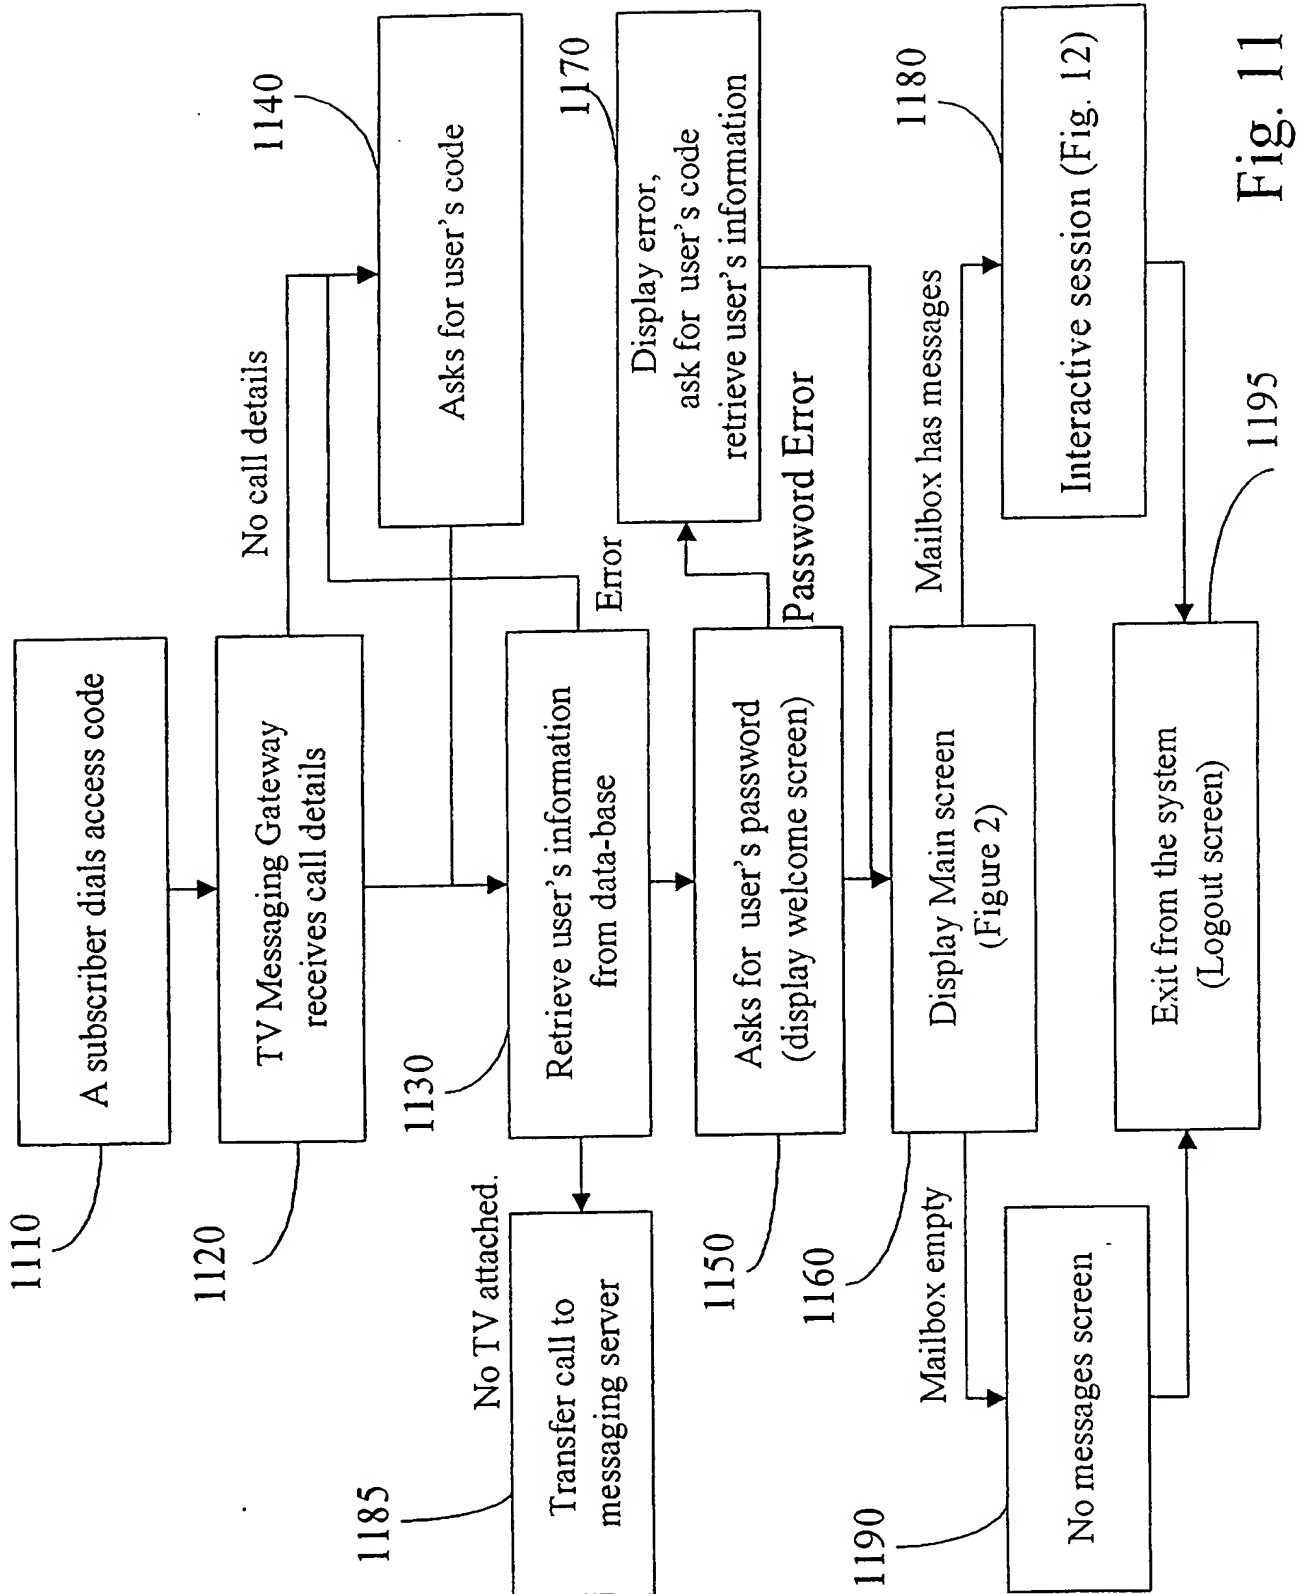 1110
A subscriber dials access code
1120
TV Messaging Gateway
receives call details
No call details
1140
Asks for user's code
1130
Retrieve user's information
from data-base
Error
No TV attached.
1185
Transfer call to
messaging server
1150
Asks for user's password
(display welcome screen)
Password Error
1170
Display error,
ask for user's code
retrieve user's information
1160
Display Main screen
(Figure 2)
Mailbox empty
Mailbox has messages
1190
No messages screen
1180
Interactive session (Fig. 12)
Exit from the system
(Logout screen)
1195
Fig. 11